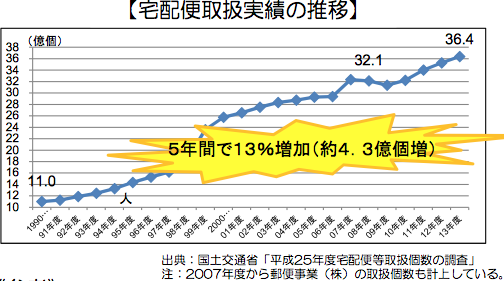 【宅配便取扱実績の推移】
(億個)
38
36
34
32
30
28
26
24
22
20
18
16
14
12
10
11.0
32.1
36.4
5年間で13%増加(約4.3億個増)
人
1990…
91年度
92年度
93年度
94年度
95年度
96年度
97年度
98年度
99年度
2000…
01年度
02年度
03年度
04年度
05年度
06年度
07年度
08年度
09年度
10年度
11年度
12年度
13年度
出典：国土交通省「平成25年度宅配便等取扱個数の調査」
注：2007年度から郵便事業（株）の取扱個数も計上している。